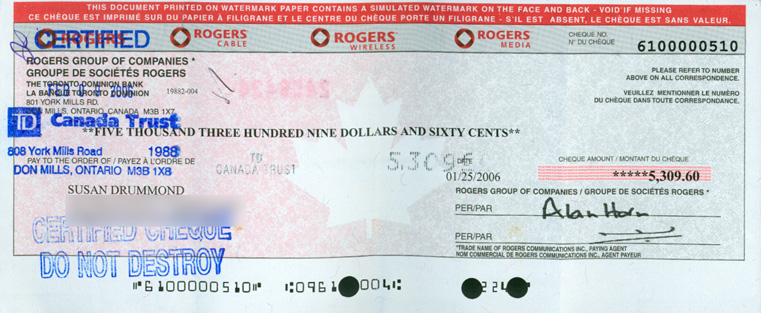 THIS DOCUMENT PRINTED ON WATERMARK PAPER CONTAINS A SIMULATED WATERMARK ON THE FACE AND BACK - VOID IF MISSING
CE CHÈQUE EST IMPRIMÉ SUR DU PAPIER À FILIGRANE ET LE CENTRE DU CHÈQUE PORTE UN FILIGRANE - S'IL EST ABSENT, LE CHÈQUE EST SANS VALEUR.
CERTIFIED
ROGERS
ROGERS CABLE
ROGERS WIRELESS
ROGERS MEDIA
CHEQUE NO.
N° DU CHÈQUE
6100000510
ROGERS GROUP OF COMPANIES *
GROUPE DE SOCIÉTÉS ROGERS
THE TORONTO-DOMINION BANK
LA BANQUE TORONTO DOMINION
19882-004
801 YORK MILLS RD.
DON MILLS, ONTARIO, CANADA M3B 1X7
PLEASE REFER TO NUMBER
ABOVE ON ALL CORRESPONDENCE.
VEUILLEZ MENTIONNER LE NUMÉRO
DU CHÈQUE DANS TOUTE CORRESPONDANCE.
TD Canada Trust
**FIVE THOUSAND THREE HUNDRED NINE DOLLARS AND SIXTY CENTS**
808 York Mills Road 1988
PAY TO THE ORDER OF / PAYEZ À L'ORDRE DE
DON MILLS, ONTARIO M3B 1X8
TD
CANADA TRUST
5,309.6
DATE
01/25/2006
CHEQUE AMOUNT / MONTANT DU CHÈQUE
*****5,309.60
SUSAN DRUMMOND
ROGERS GROUP OF COMPANIES / GROUPE DE SOCIÉTÉS ROGERS *
PER/PAR Alan Horn
PER/PAR
*TRADE NAME OF ROGERS COMMUNICATIONS INC., PAYING AGENT
NOM COMMERCIAL DE ROGERS COMMUNICATIONS INC., AGENT PAYEUR
CERTIFIED CHEQUE
DO NOT DESTROY
⑈6100000510⑈ ⑆0961 004⑆ 224⑈